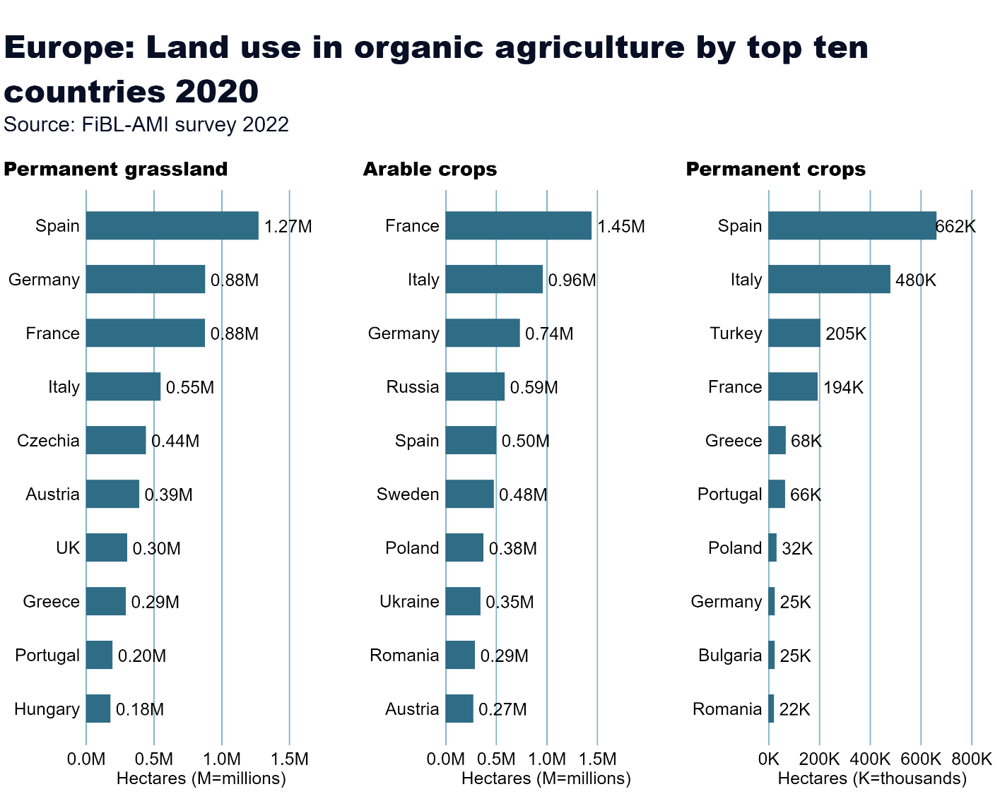 Europe: Land use in organic agriculture by top ten
countries 2020
Source: FiBL-AMI survey 2022
Permanent grassland
Spain 1.27M
Germany 0.88M
France 0.88M
Italy 0.55M
Czechia 0.44M
Austria 0.39M
UK 0.30M
Greece 0.29M
Portugal 0.20M
Hungary 0.18M
0.0M 0.5M 1.0M 1.5M
Hectares (M=millions)
Arable crops
France 1.45M
Italy 0.96M
Germany 0.74M
Russia 0.59M
Spain 0.50M
Sweden 0.48M
Poland 0.38M
Ukraine 0.35M
Romania 0.29M
Austria 0.27M
0.0M 0.5M 1.0M 1.5M
Hectares (M=millions)
Permanent crops
Spain 662K
Italy 480K
Turkey 205K
France 194K
Greece 68K
Portugal 66K
Poland 32K
Germany 25K
Bulgaria 25K
Romania 22K
0K 200K 400K 600K 800K
Hectares (K=thousands)